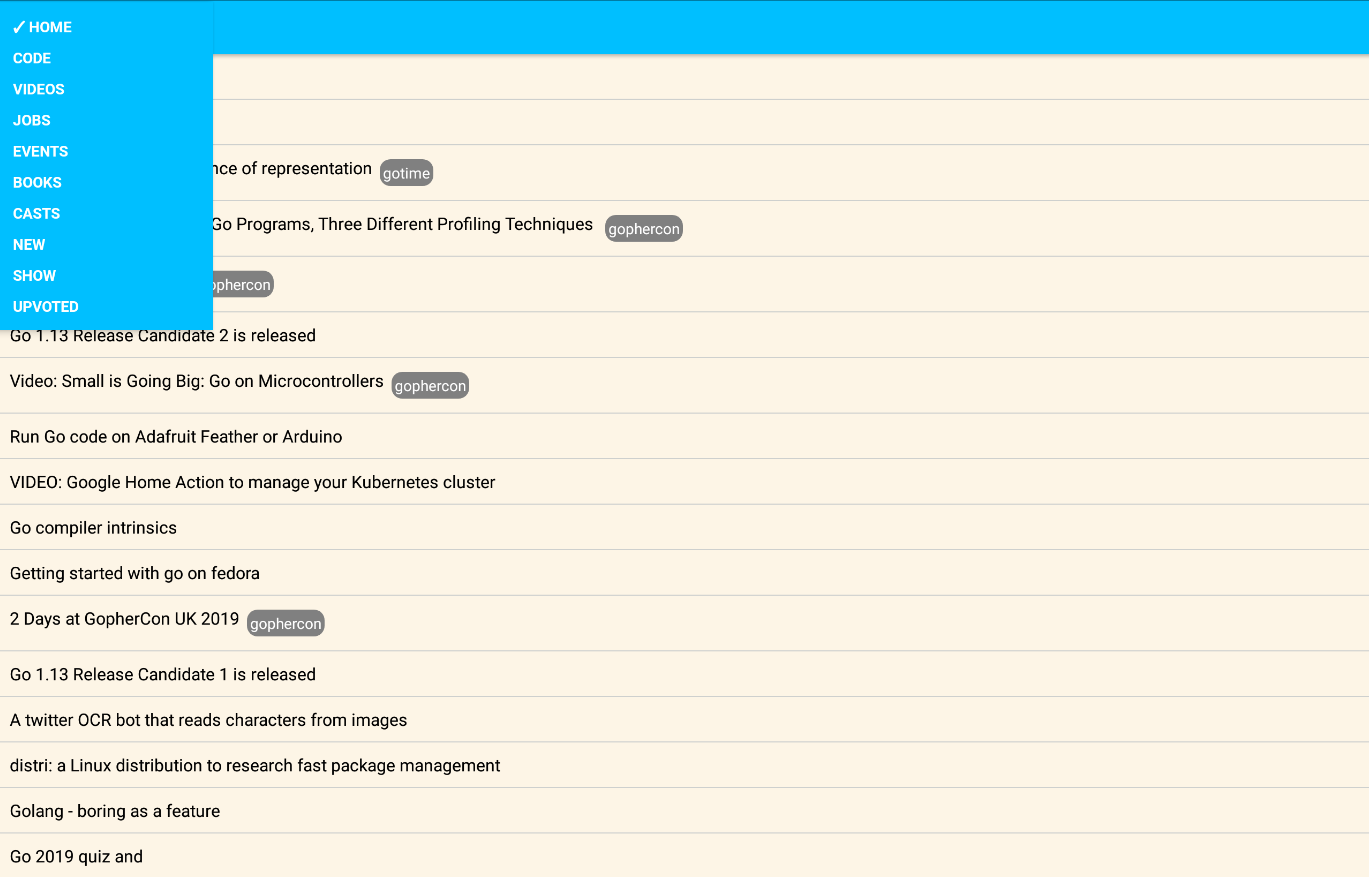 ✓ HOME
CODE
VIDEOS
JOBS
EVENTS
BOOKS
CASTS
NEW
SHOW
UPVOTED
of representation gotime
Go Programs, Three Different Profiling Techniques gophercon
Go 1.13 Release Candidate 2 is released
Video: Small is Going Big: Go on Microcontrollers gophercon
Run Go code on Adafruit Feather or Arduino
VIDEO: Google Home Action to manage your Kubernetes cluster
Go compiler intrinsics
Getting started with go on fedora
2 Days at GopherCon UK 2019 gophercon
Go 1.13 Release Candidate 1 is released
A twitter OCR bot that reads characters from images
distri: a Linux distribution to research fast package management
Golang - boring as a feature
Go 2019 quiz and